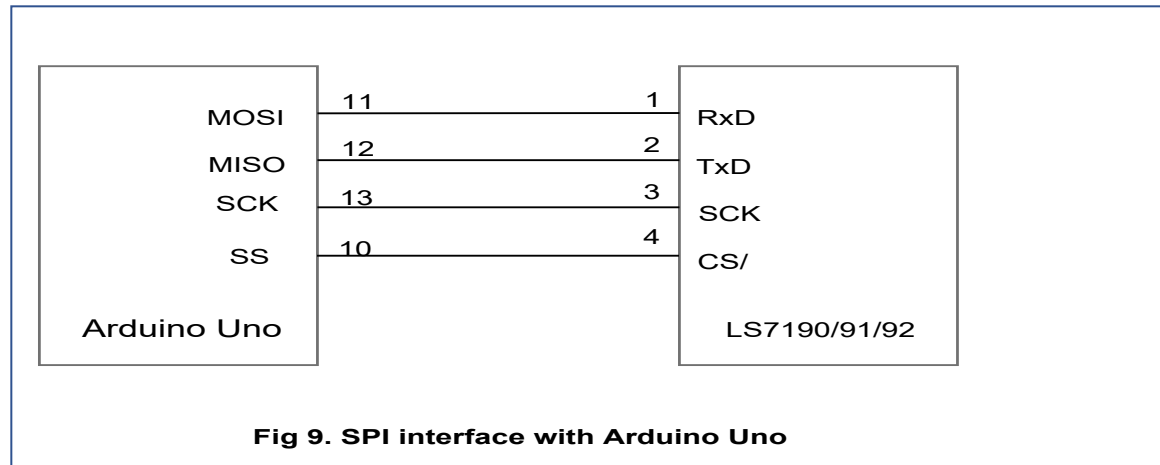 MOSI 11 1 RxD
MISO 12 2 TxD
SCK 13 3 SCK
SS 10 4 CS/
Arduino Uno LS7190/91/92
Fig 9. SPI interface with Arduino Uno